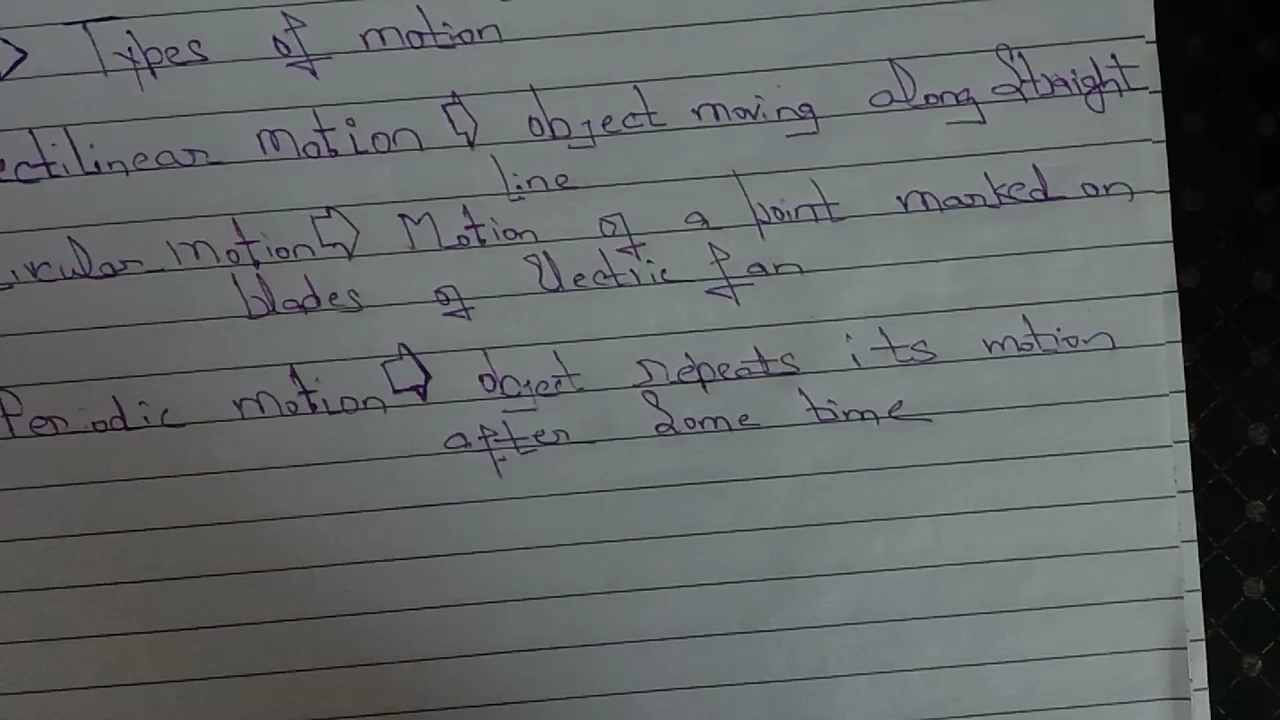 > Types of motion
ectilinear motion ⇨ object moving along straight
line
ircular motion ⇨ Motion of a point marked on
blades of Electric fan
Periodic motion ⇨ object repeats its motion
after some time